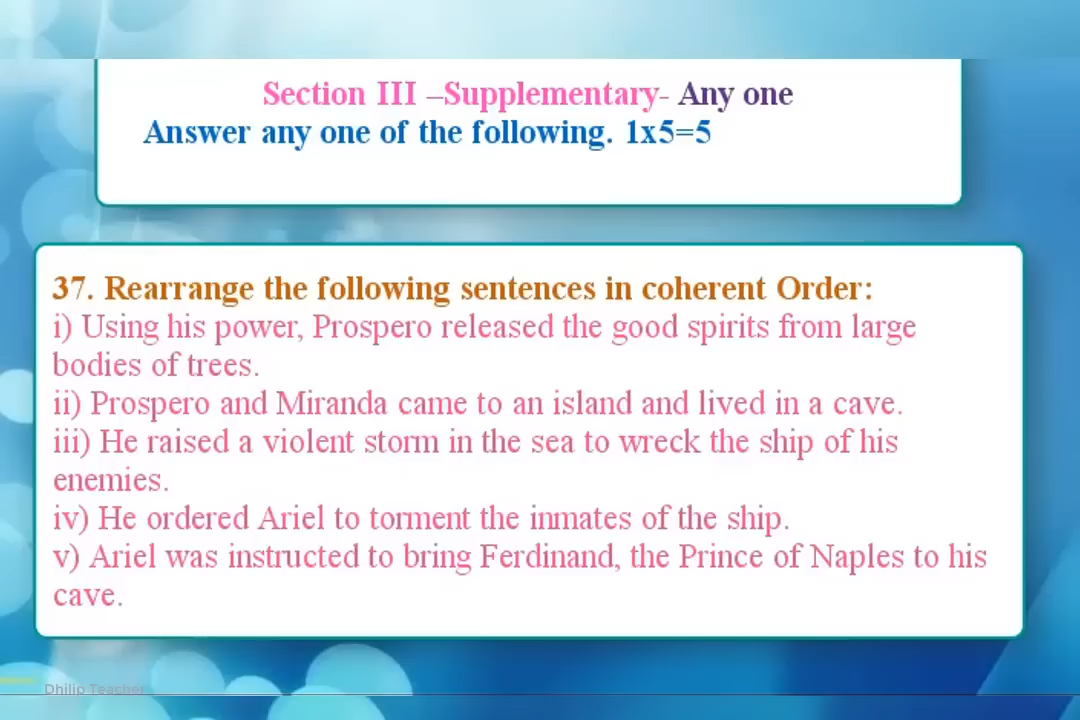 Section III –Supplementary- Any one
Answer any one of the following. 1x5=5
37. Rearrange the following sentences in coherent Order:
i) Using his power, Prospero released the good spirits from large
bodies of trees.
ii) Prospero and Miranda came to an island and lived in a cave.
iii) He raised a violent storm in the sea to wreck the ship of his
enemies.
iv) He ordered Ariel to torment the inmates of the ship.
v) Ariel was instructed to bring Ferdinand, the Prince of Naples to his
cave.
Dhilip Teacher